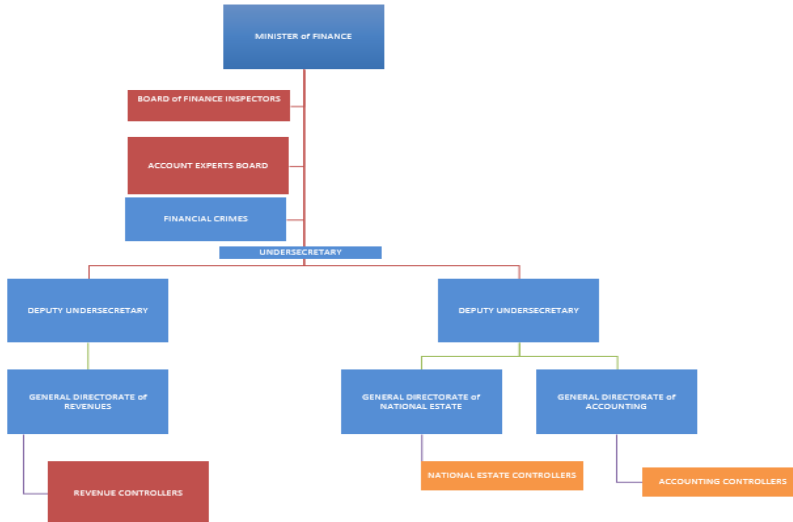 MINISTER of FINANCE
BOARD of FINANCE INSPECTORS
ACCOUNT EXPERTS BOARD
FINANCIAL CRIMES
UNDERSECRETARY
DEPUTY UNDERSECRETARY
DEPUTY UNDERSECRETARY
GENERAL DIRECTORATE of
REVENUES
GENERAL DIRECTORATE of
NATIONAL ESTATE
GENERAL DIRECTORATE of
ACCOUNTING
REVENUE CONTROLLERS
NATIONAL ESTATE CONTROLLERS
ACCOUNTING CONTROLLERS